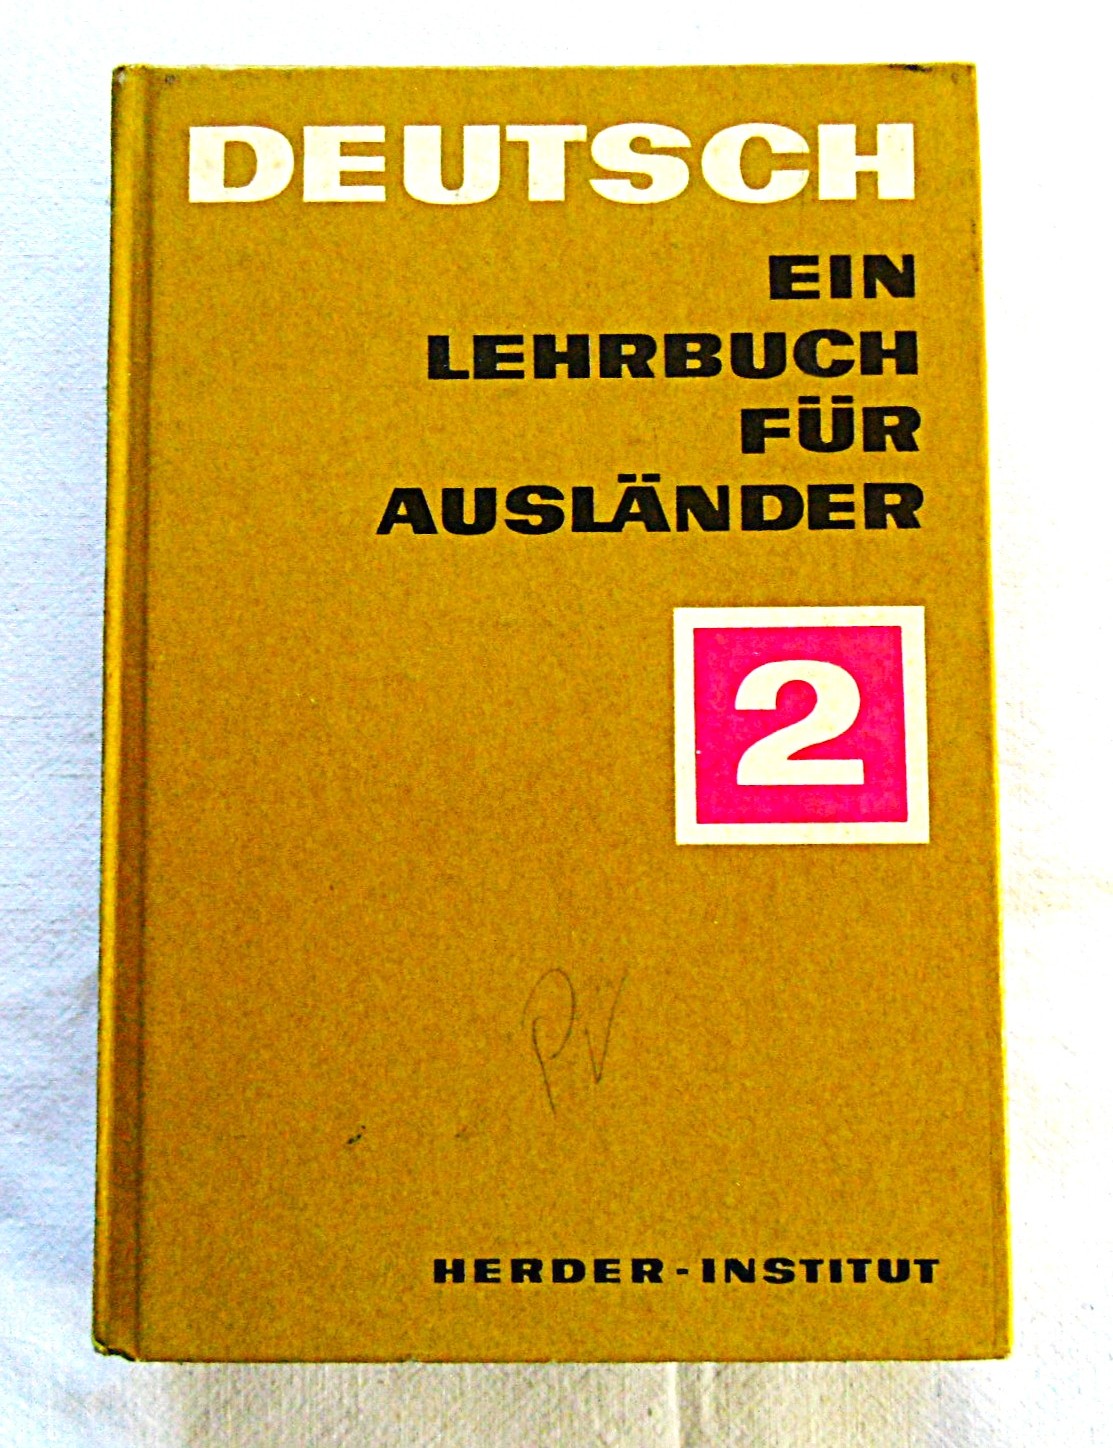 DEUTSCH
EIN
LEHRBUCH
FÜR
AUSLÄNDER
2
PV
HERDER-INSTITUT